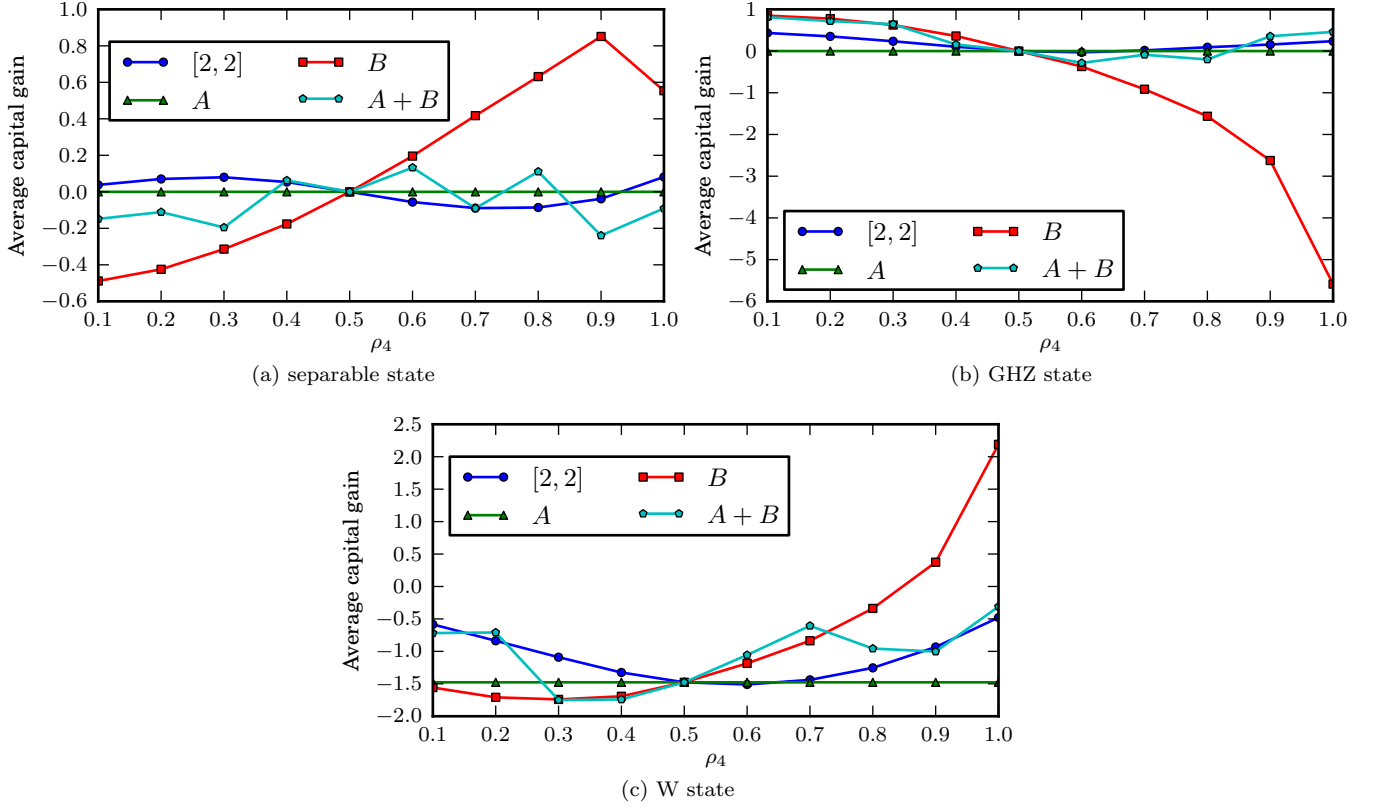 Average capital gain
1.0
0.8
0.6
0.4
0.2
0.0
−0.2
−0.4
−0.6
[2, 2]
A
B
A + B
0.1 0.2 0.3 0.4 0.5 0.6 0.7 0.8 0.9 1.0
ρ₄
(a) separable state
Average capital gain
1
0
−1
−2
−3
−4
−5
−6
[2, 2]
A
B
A + B
0.1 0.2 0.3 0.4 0.5 0.6 0.7 0.8 0.9 1.0
ρ₄
(b) GHZ state
Average capital gain
2.5
2.0
1.5
1.0
0.5
0.0
−0.5
−1.0
−1.5
−2.0
[2, 2]
A
B
A + B
0.1 0.2 0.3 0.4 0.5 0.6 0.7 0.8 0.9 1.0
ρ₄
(c) W state